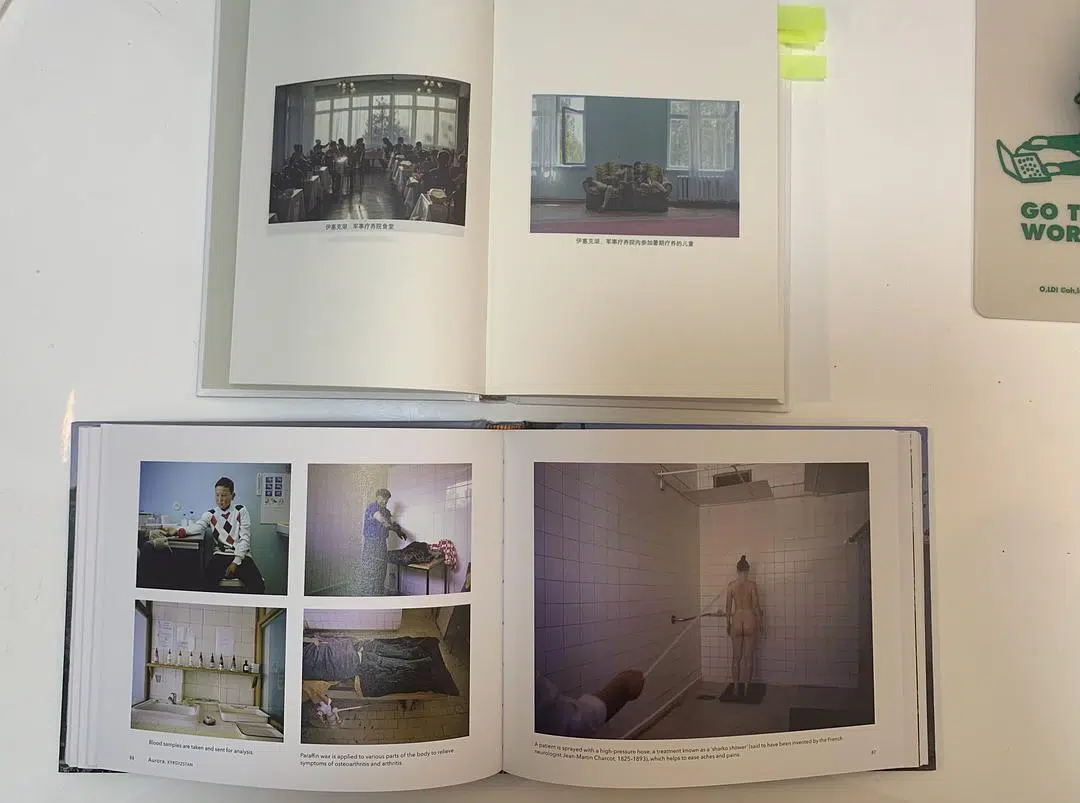 伊塞克湖，军事疗养院食堂
伊塞克湖，军事疗养院内参加暑期疗养的儿童
GO T
WOR
Blood samples are taken and sent for analysis.
86
Aurora, KYRGYZSTAN
Paraffin wax is applied to various parts of the body to relieve
symptoms of osteoarthritis and arthritis.
A patient is sprayed with a high-pressure hose, a treatment known as a 'sharko shower' (said to have been invented by the French
neurologist Jean-Martin Charcot, 1825-1893), which helps to ease aches and pains.
87